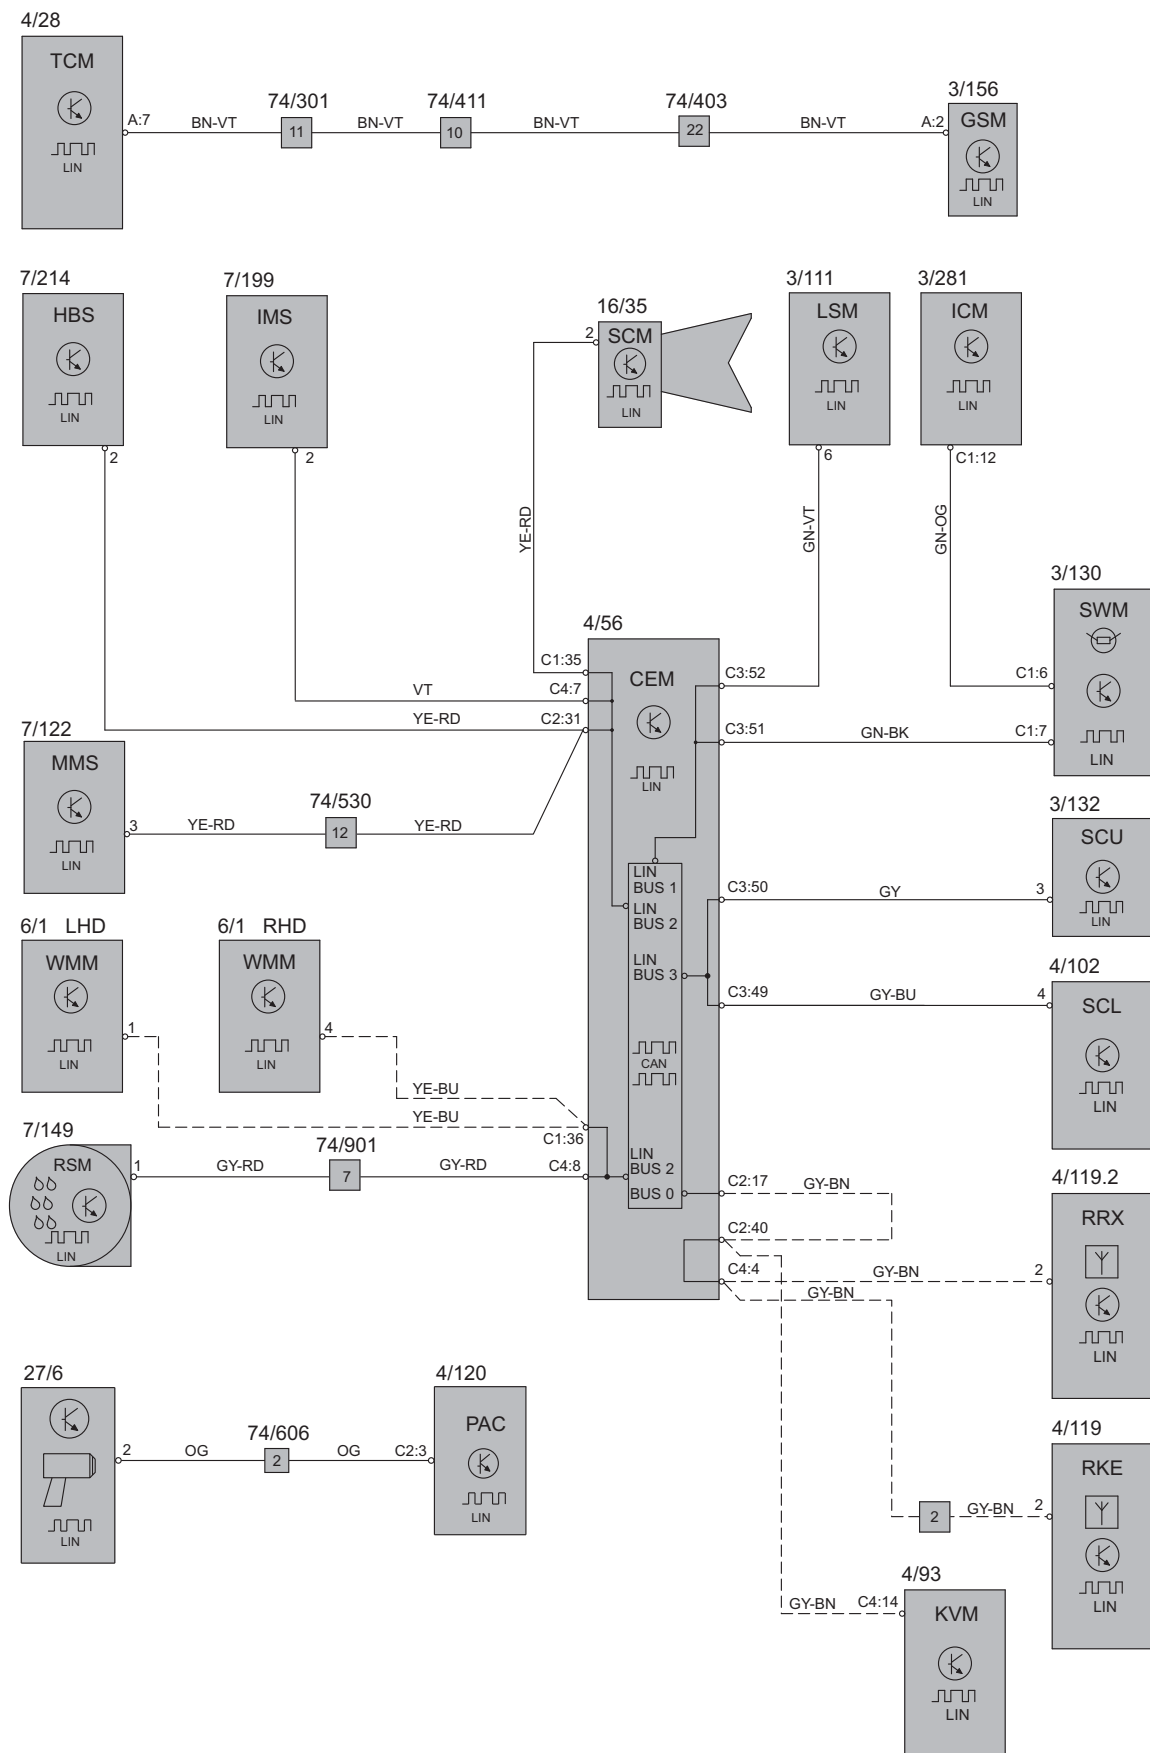 4/28
TCM
LIN
A:7
BN-VT
74/301
11
BN-VT
74/411
10
BN-VT
74/403
22
BN-VT
A:2
3/156
GSM
LIN
7/214
HBS
LIN
2
7/199
IMS
LIN
2
16/35
2
SCM
LIN
YE-RD
3/111
LSM
LIN
6
GN-VT
3/281
ICM
LIN
C1:12
GN-OG
3/130
SWM
C1:6
C1:7
LIN
4/56
CEM
LIN
C1:35
C4:7
VT
C2:31
YE-RD
C3:52
C3:51
GN-BK
7/122
MMS
LIN
3
YE-RD
74/530
12
YE-RD
3/132
SCU
LIN
3
GY
C3:50
LIN
BUS 1
LIN
BUS 2
LIN
BUS 3
CAN
LIN
BUS 2
BUS 0
C3:49
GY-BU
4
4/102
SCL
LIN
6/1 LHD
WMM
LIN
1
6/1 RHD
WMM
LIN
4
YE-BU
YE-BU
C1:36
7/149
RSM
LIN
1
GY-RD
74/901
7
GY-RD
C4:8
C2:17
GY-BN
C2:40
C4:4
GY-BN
2
GY-BN
4/119.2
RRX
LIN
27/6
LIN
2
OG
74/606
2
OG
C2:3
4/120
PAC
LIN
4/119
RKE
LIN
2
GY-BN
2
4/93
KVM
LIN
GY-BN
C4:14